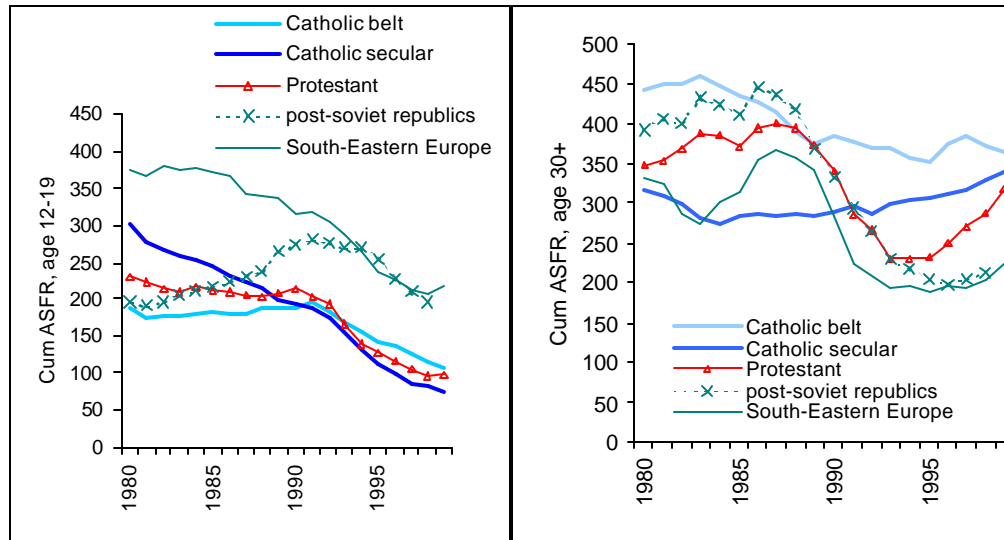 Catholic belt
Catholic secular
Protestant
post-soviet republics
South-Eastern Europe
450
400
350
300
250
200
150
100
50
0
Cum ASFR, age 12-19
1980
1985
1990
1995
500
450
400
350
300
250
200
150
100
50
0
Cum ASFR, age 30+
Catholic belt
Catholic secular
Protestant
post-soviet republics
South-Eastern Europe
1980
1985
1990
1995